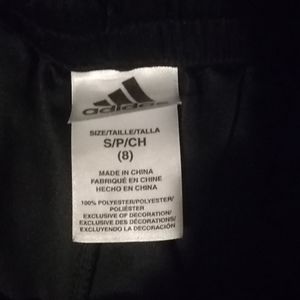 adidas
SIZE/TAILLE/TALLA
S/P/CH
(8)
MADE IN CHINA
FABRIQUÉ EN CHINE
HECHO EN CHINA
100% POLYESTER/POLYESTER/
POLIÉSTER
EXCLUSIVE OF DECORATION/
EXCLUSIF DES DÉCORATIONS/
EXCLUYENDO LA DECORACIÓN